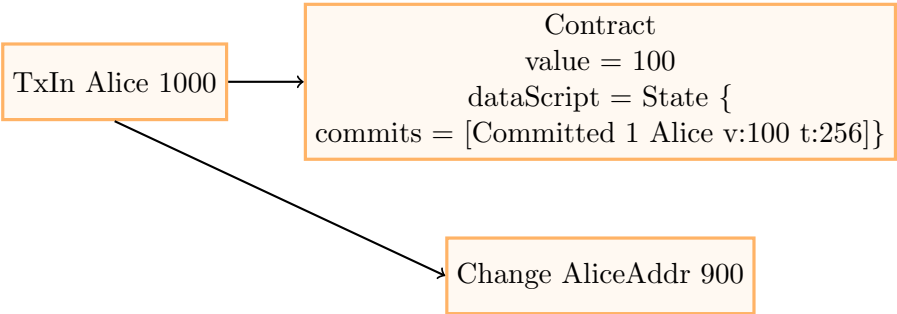 TxIn Alice 1000
Contract
value = 100
dataScript = State {
commits = [Committed 1 Alice v:100 t:256]}
Change AliceAddr 900